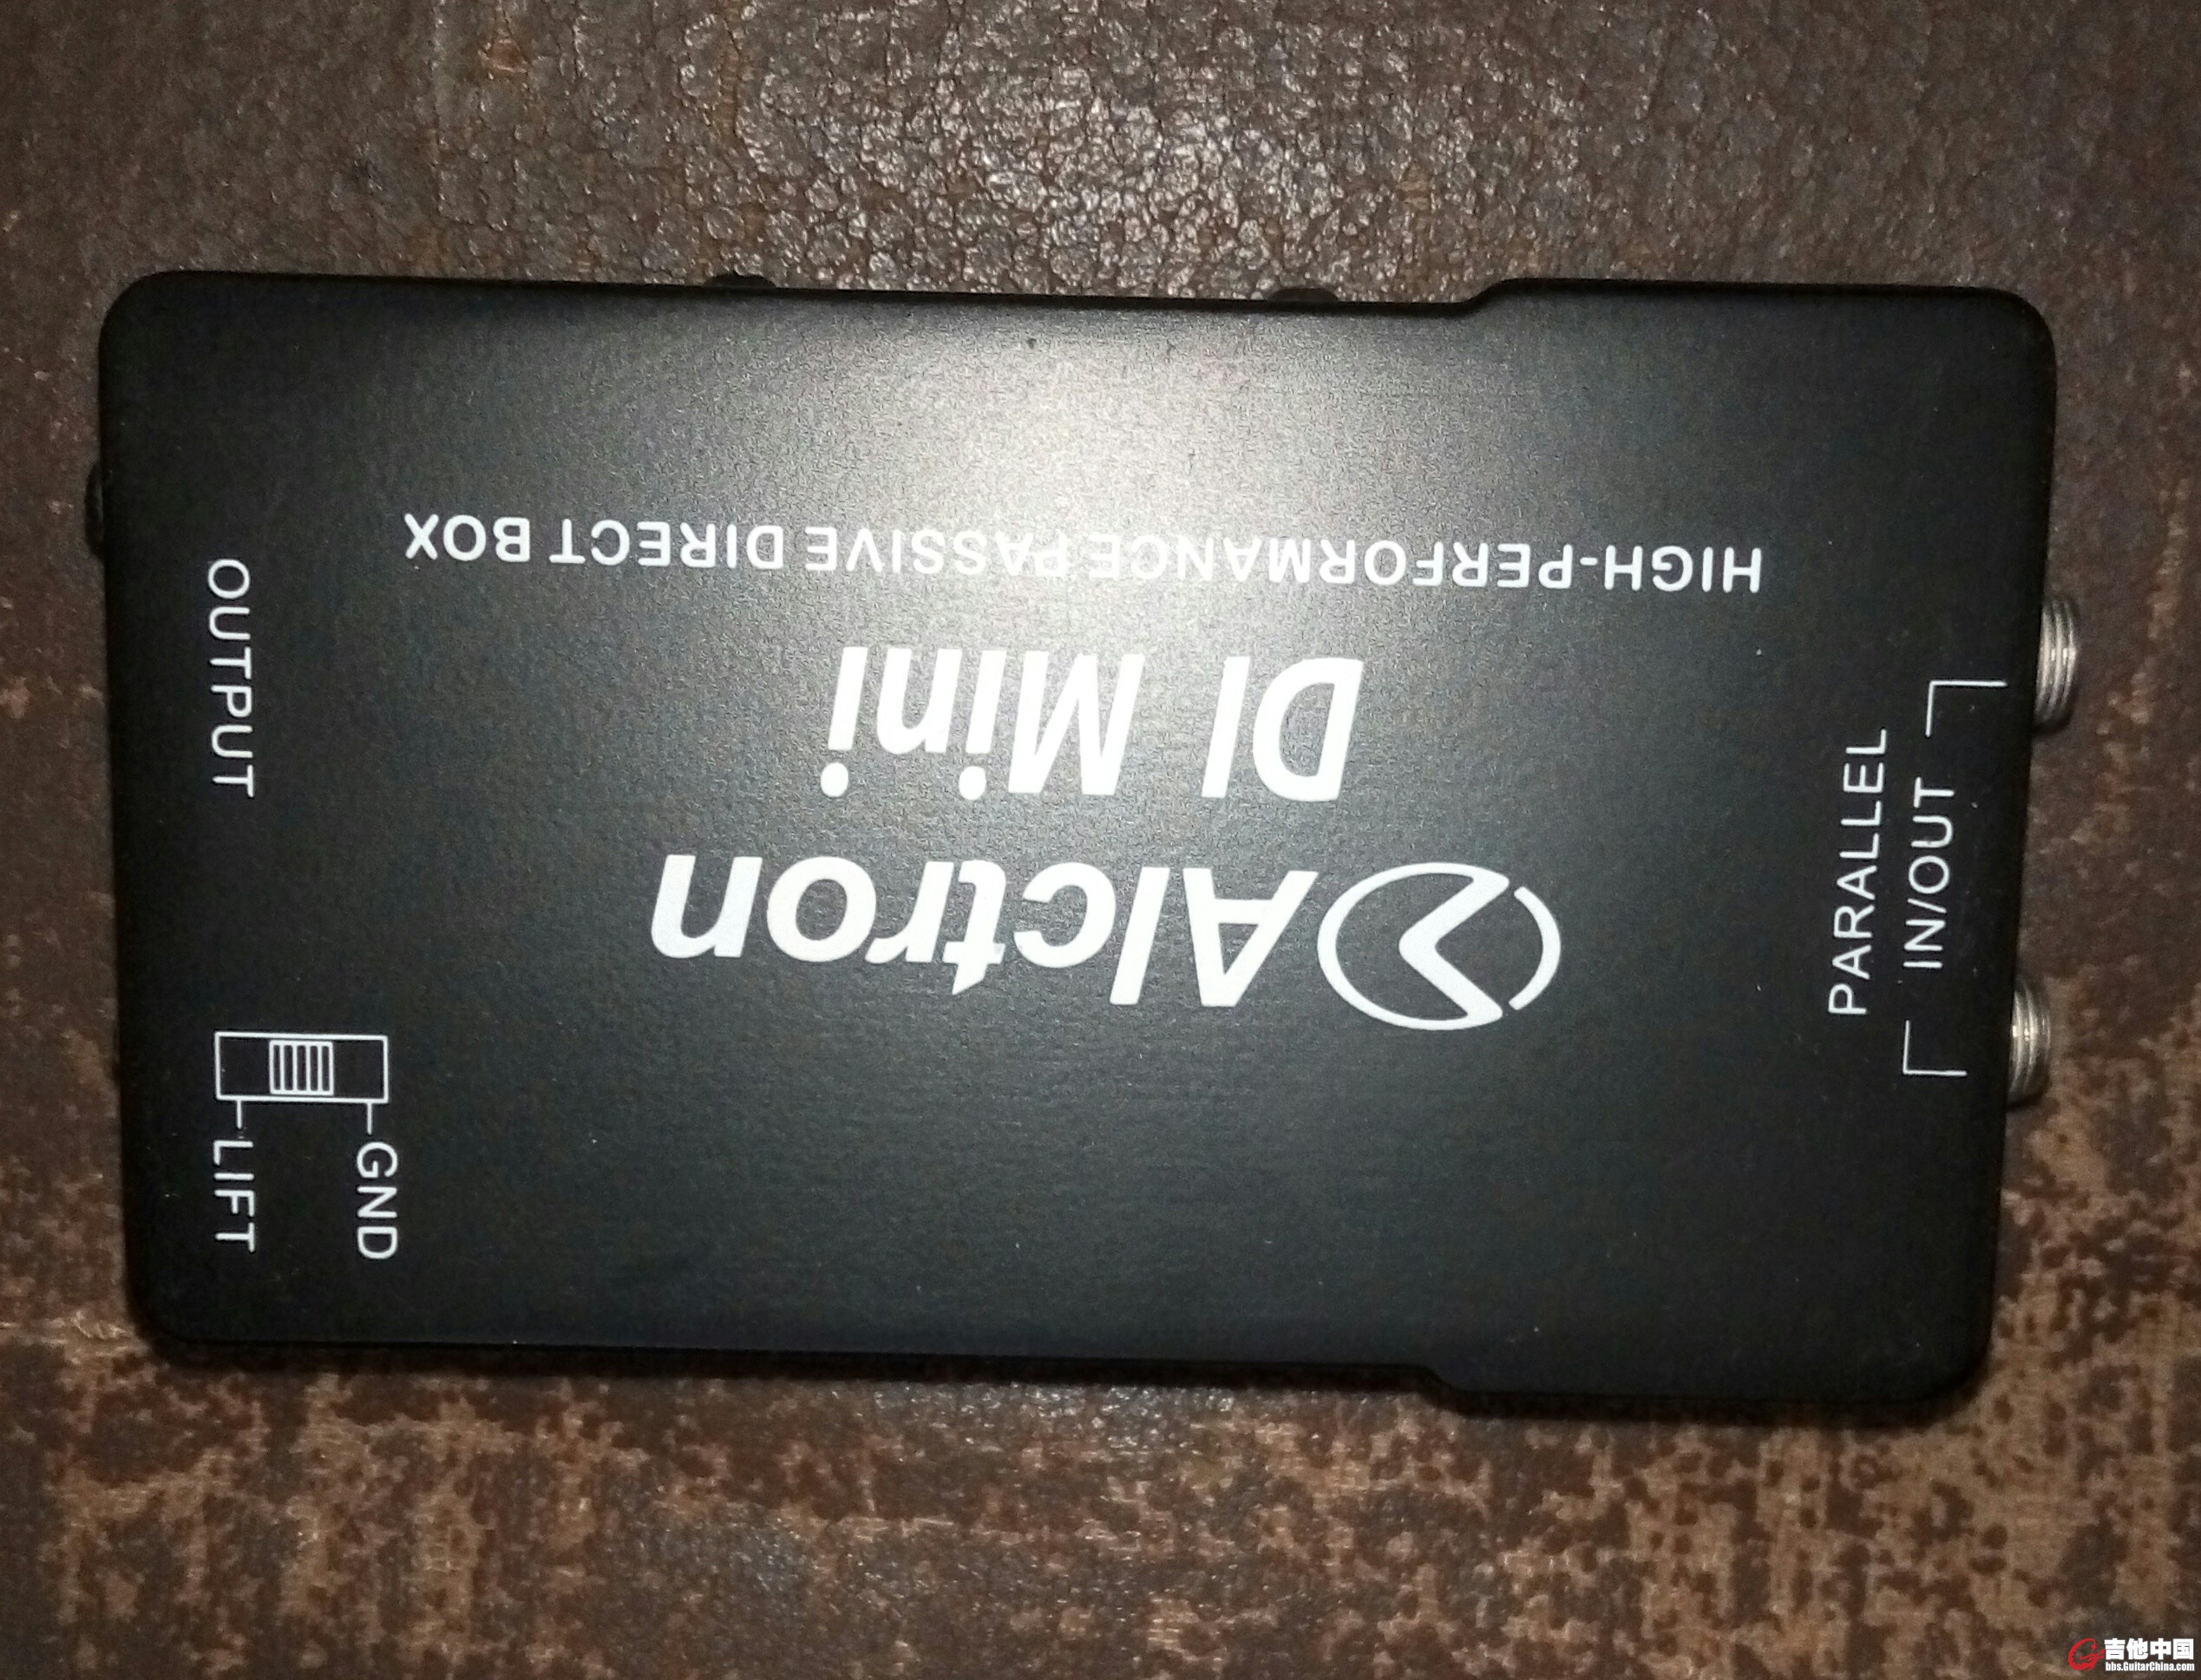 Alctron
DI Mini
HIGH-PERFORMANCE PASSIVE DIRECT BOX
PARALLEL
IN/OUT
OUTPUT
GND
LIFT
吉他中国
bbs.GuitarChina.com